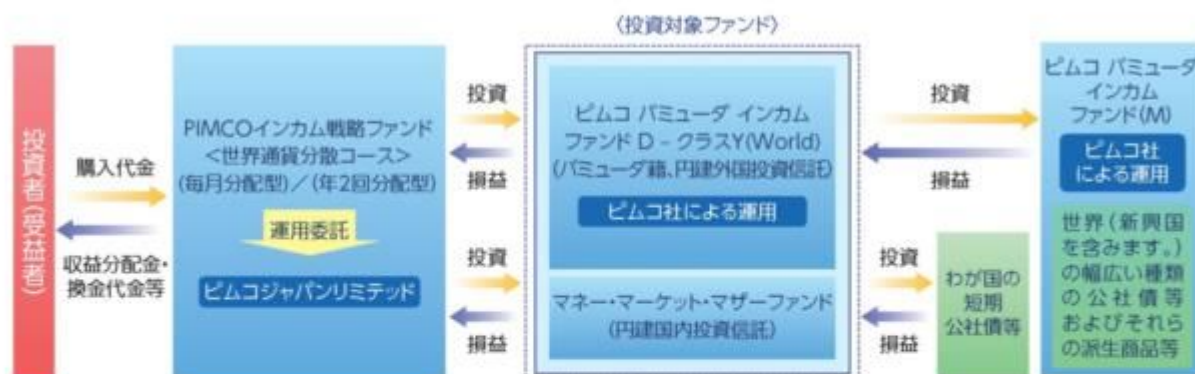 〈投資対象ファンド〉
投資者(受益者)
購入代金
収益分配金・
換金代金等
PIMCOインカム戦略ファンド
<世界通貨分散コース>
(毎月分配型)/(年2回分配型)
運用委託
ピムコジャパンリミテッド
投資
損益
投資
損益
ピムコ バミューダ インカム
ファンド D – クラスY(World)
(バミューダ籍、円建外国投資信託)
ピムコ社による運用
マネー・マーケット・マザーファンド
(円建国内投資信託)
投資
損益
投資
損益
わが国の
短期
公社債等
ピムコ バミューダ
インカム
ファンド(M)
ピムコ社
による運用
世界(新興国
を含みます。)
の幅広い種類
の公社債等
およびそれら
の派生商品等